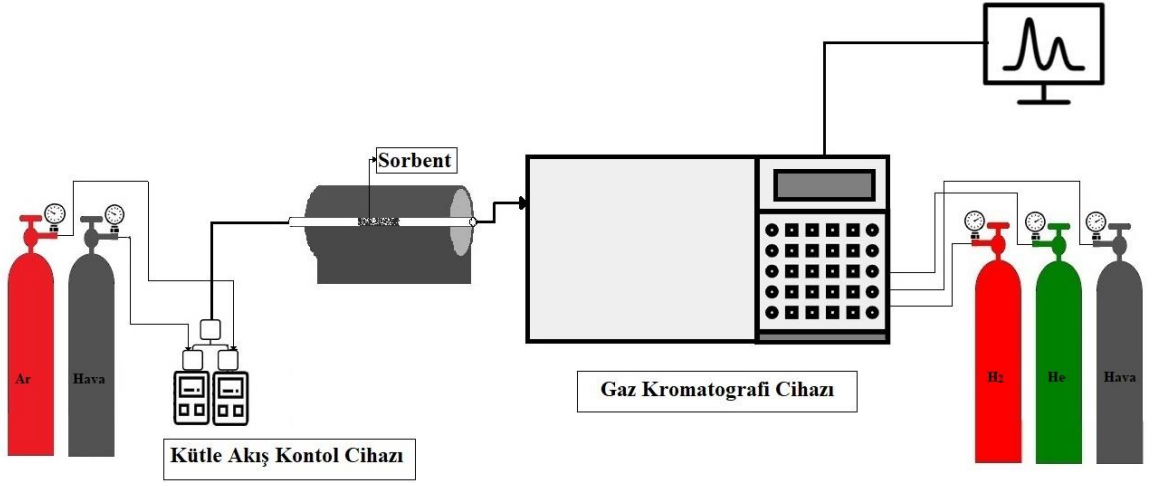 Sorbent
Ar
Hava
H2
He
Hava
Gaz Kromatografi Cihazı
Kütle Akış Kontol Cihazı